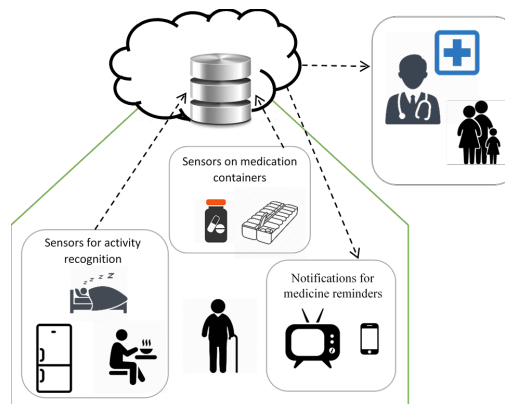 Sensors on medication
containers
Sensors for activity
recognition
z z z Z
Notifications for
medicine reminders